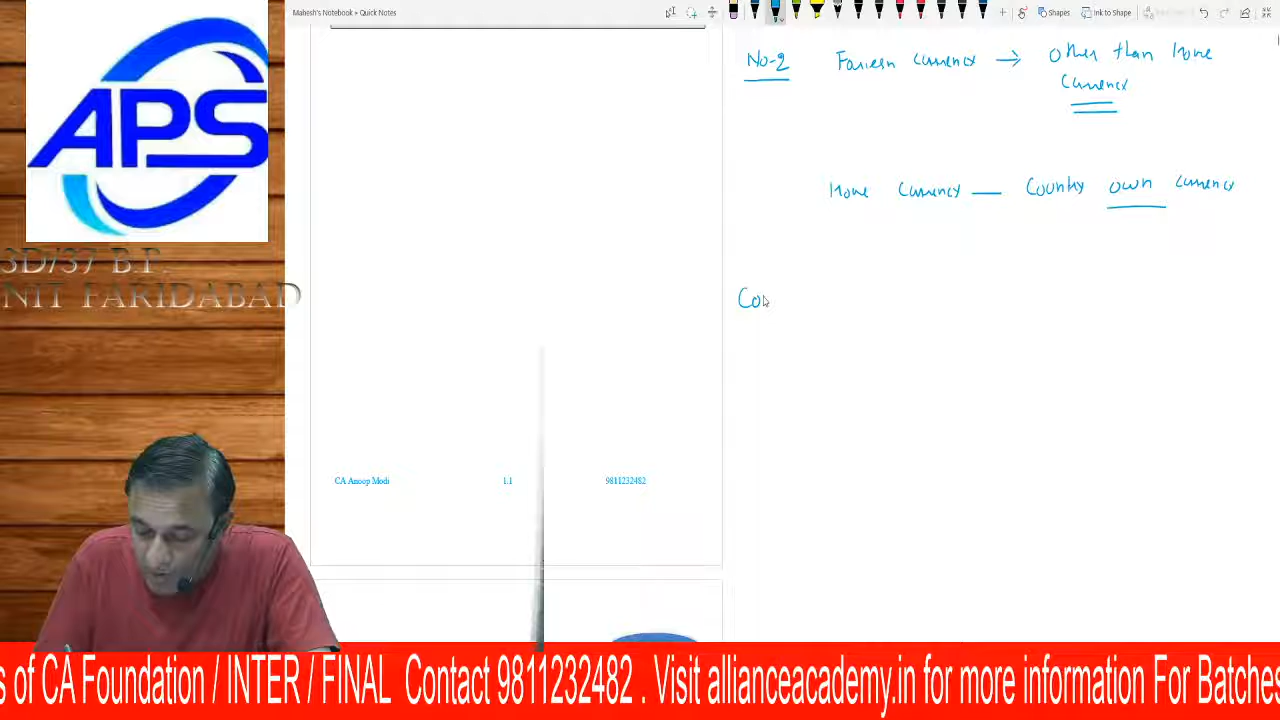 Mahesh's Notebook » Quick Notes
Shapes
Ink to Shape
APS
3D/37 B.P.
NIT FARIDABAD
No-2 Foriegn currency → other than Home
currency
Home Currency — Country own currency
Co
CA Anoop Modi 1.1 9811232482
s of CA Foundation / INTER / FINAL Contact 9811232482 . Visit allianceacademy.in for more information For Batches